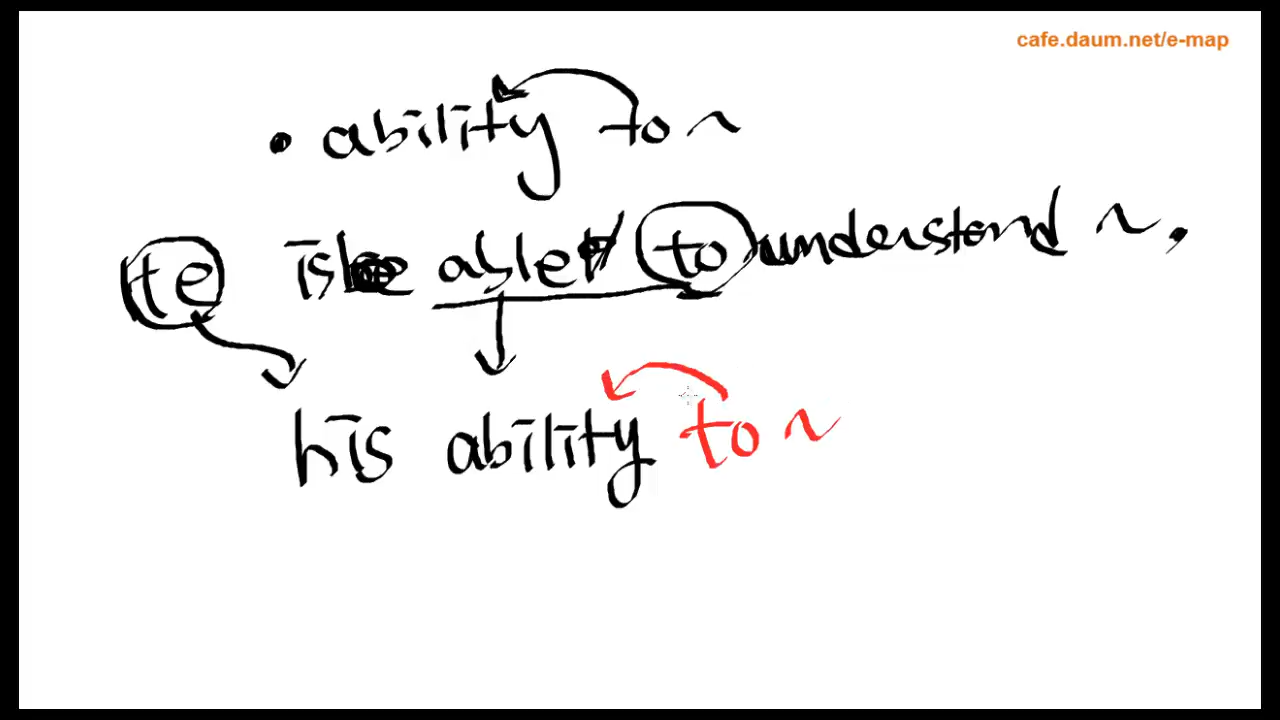 cafe.daum.net/e-map
• ability to ~
He is able to understand ~.
his ability to ~